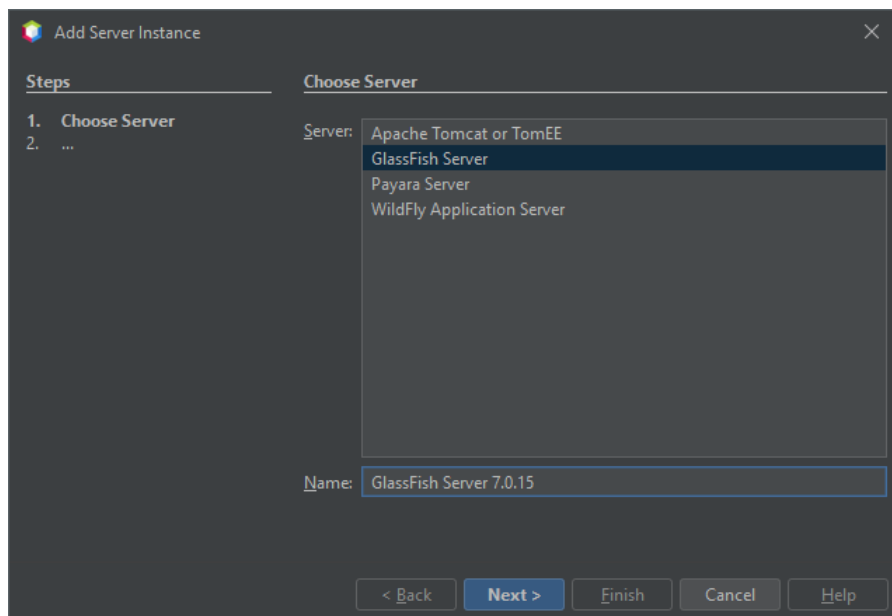 Add Server Instance
Steps
1. Choose Server
2. ...
Choose Server
Server:
Apache Tomcat or TomEE
GlassFish Server
Payara Server
WildFly Application Server
Name: GlassFish Server 7.0.15
< Back Next > Finish Cancel Help